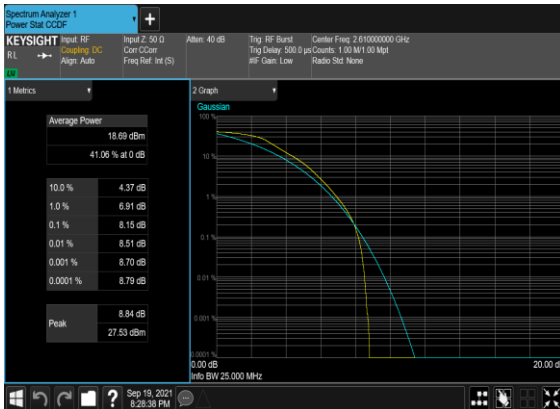 Spectrum Analyzer 1
Power Stat CCDF
KEYSIGHT
RL
LXI
Input: RF
Coupling: DC
Align: Auto
Input Z: 50 Ω
Corr CCorr
Freq Ref: Int (S)
Atten: 40 dB
Trig: RF Burst
Trig Delay: 500.0 µs
#IF Gain: Low
Center Freq: 2.610000000 GHz
Counts: 1.00 M/1.00 Mpt
Radio Std: None
1 Metrics
Average Power
18.69 dBm
41.06 % at 0 dB
10.0 % 4.37 dB
1.0 % 6.91 dB
0.1 % 8.15 dB
0.01 % 8.51 dB
0.001 % 8.70 dB
0.0001 % 8.79 dB
Peak
8.84 dB
27.53 dBm
2 Graph
Gaussian
100 %
10 %
1 %
0.1 %
0.01 %
0.001 %
0.0001 %
0.00 dB
20.00 d
Info BW 25.000 MHz
Sep 19, 2021
8:28:38 PM